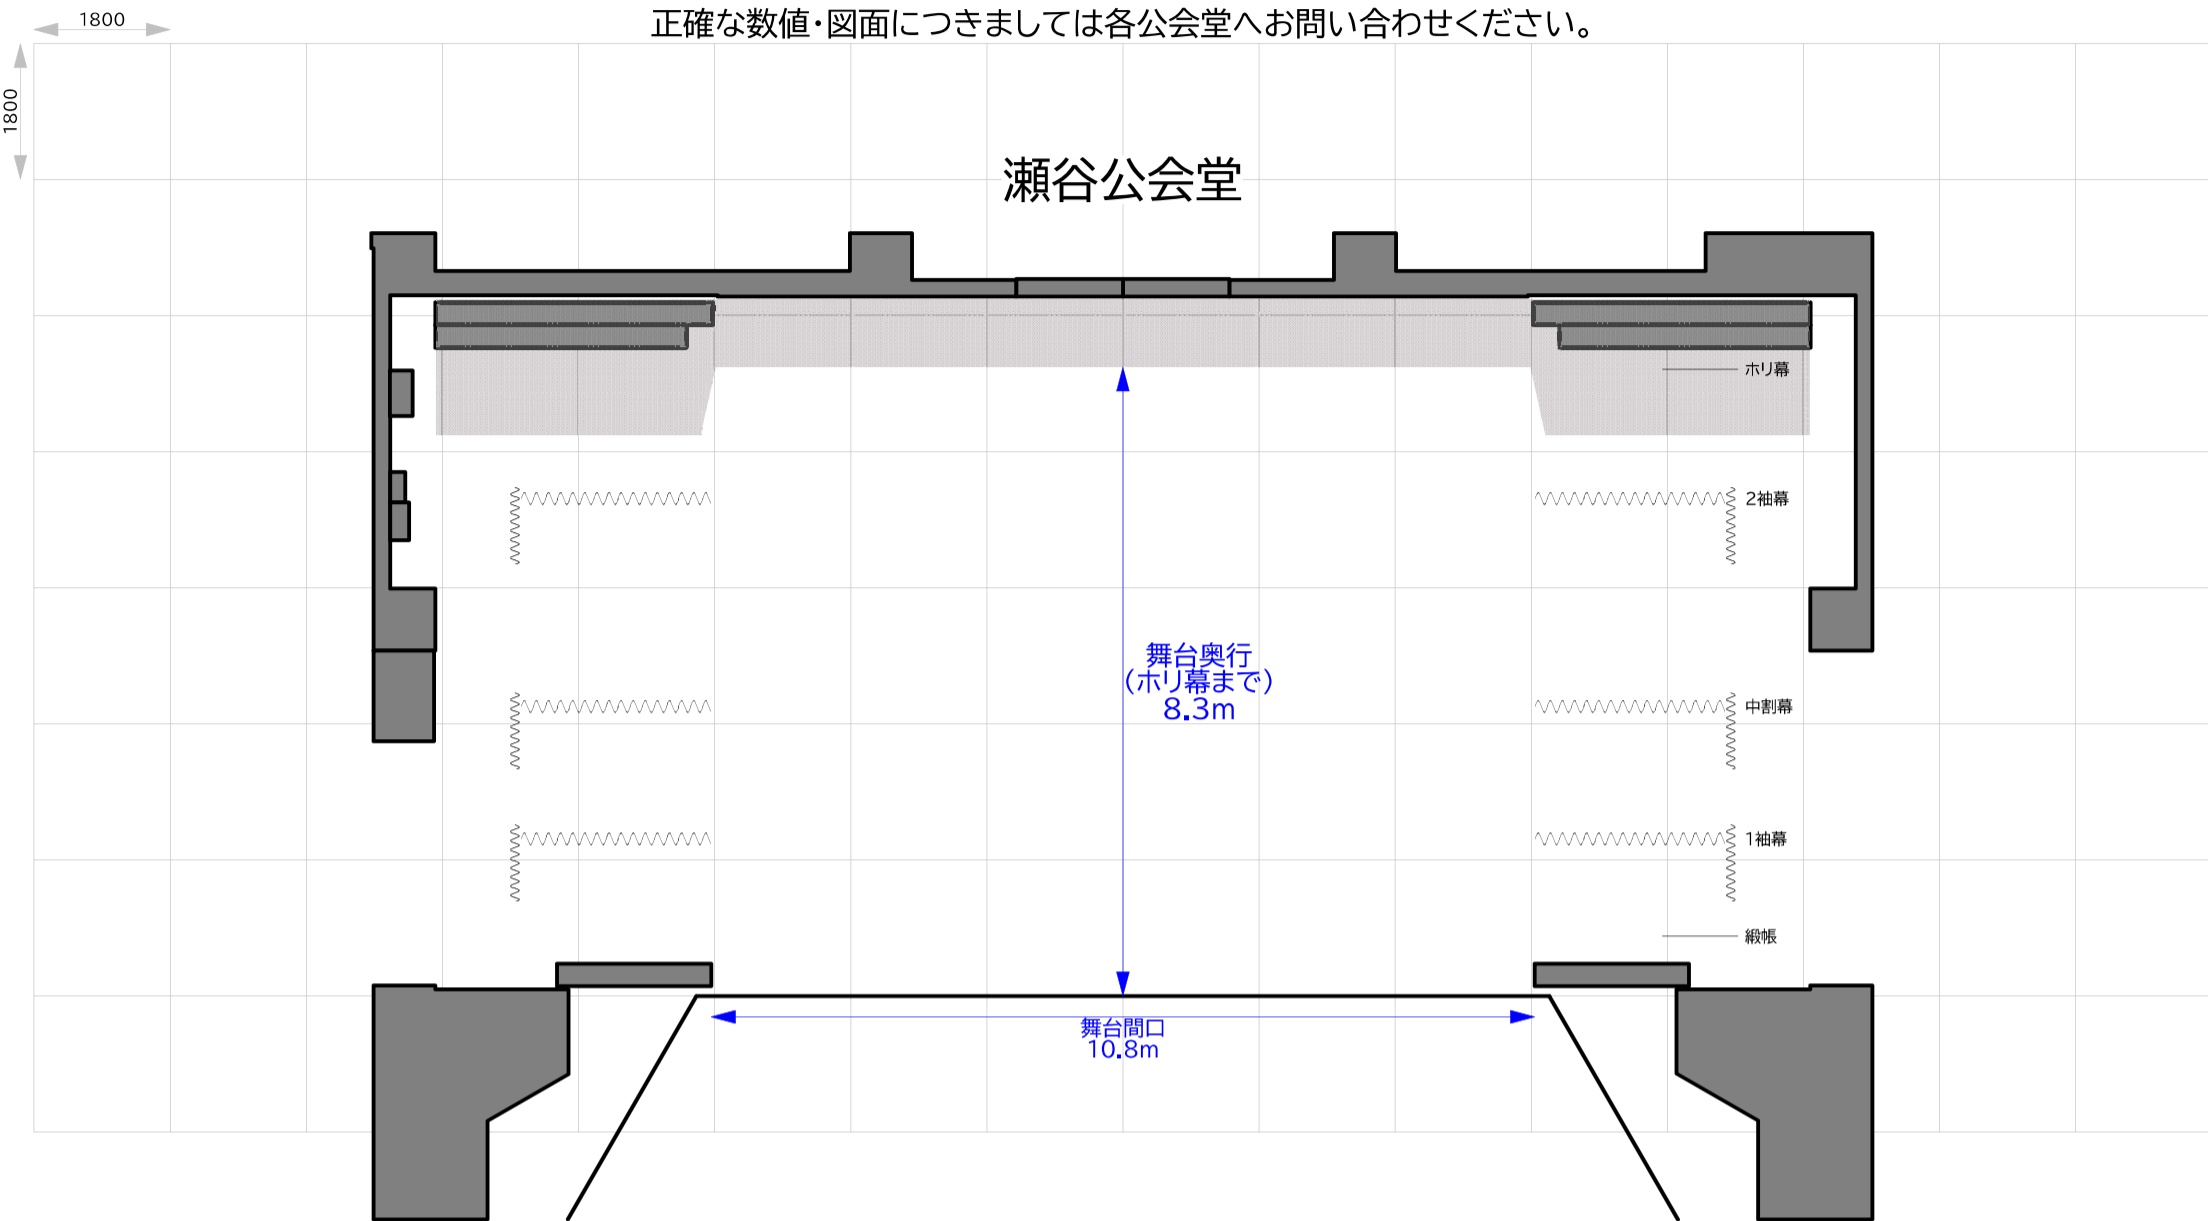 正確な数値・図面につきましては各公会堂へお問い合わせください。
1800
1800
瀬谷公会堂
ホリ幕
2袖幕
舞台奥行
(ホリ幕まで)
8.3m
中割幕
1袖幕
緞帳
舞台間口
10.8m